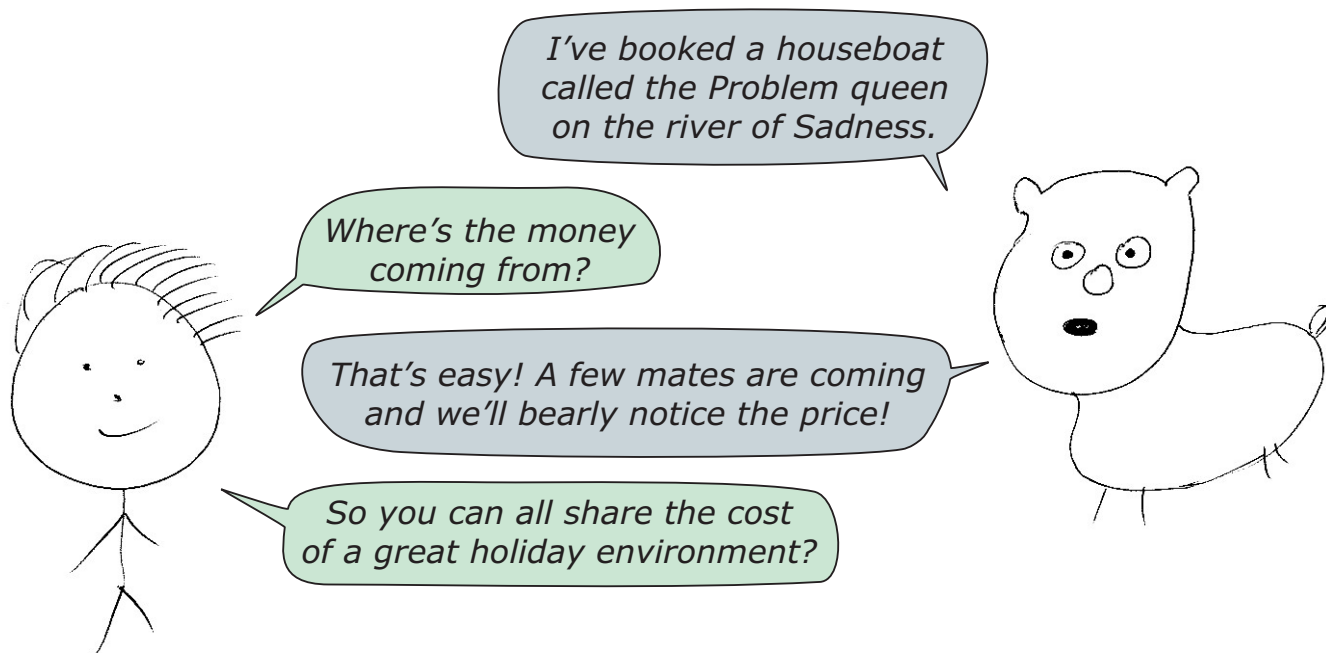 I’ve booked a houseboat
called the Problem queen
on the river of Sadness.
Where’s the money
coming from?
That’s easy! A few mates are coming
and we’ll bearly notice the price!
So you can all share the cost
of a great holiday environment?